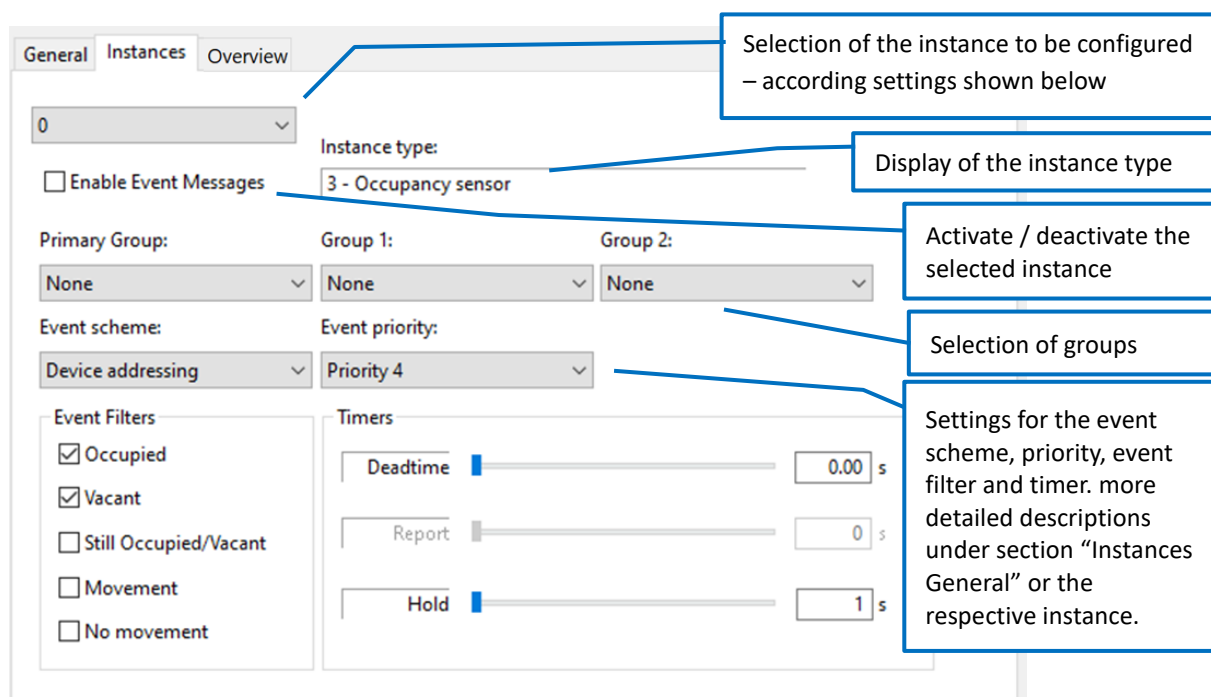 General Instances Overview
Selection of the instance to be configured
– according settings shown below
0
Instance type:
Display of the instance type
Enable Event Messages
3 - Occupancy sensor
Activate / deactivate the
selected instance
Primary Group: Group 1: Group 2:
None None None
Selection of groups
Event scheme: Event priority:
Device addressing Priority 4
Settings for the event
scheme, priority, event
filter and timer. more
detailed descriptions
under section “Instances
General” or the
respective instance.
Event Filters
Occupied
Vacant
Still Occupied/Vacant
Movement
No movement
Timers
Deadtime 0.00 s
Report 0 s
Hold 1 s